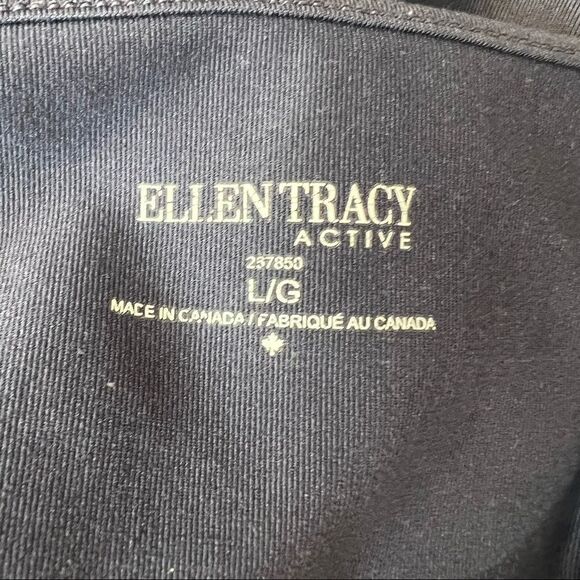 ELLEN TRACY
ACTIVE
237850
L/G
MADE IN CANADA / FABRIQUÉ AU CANADA